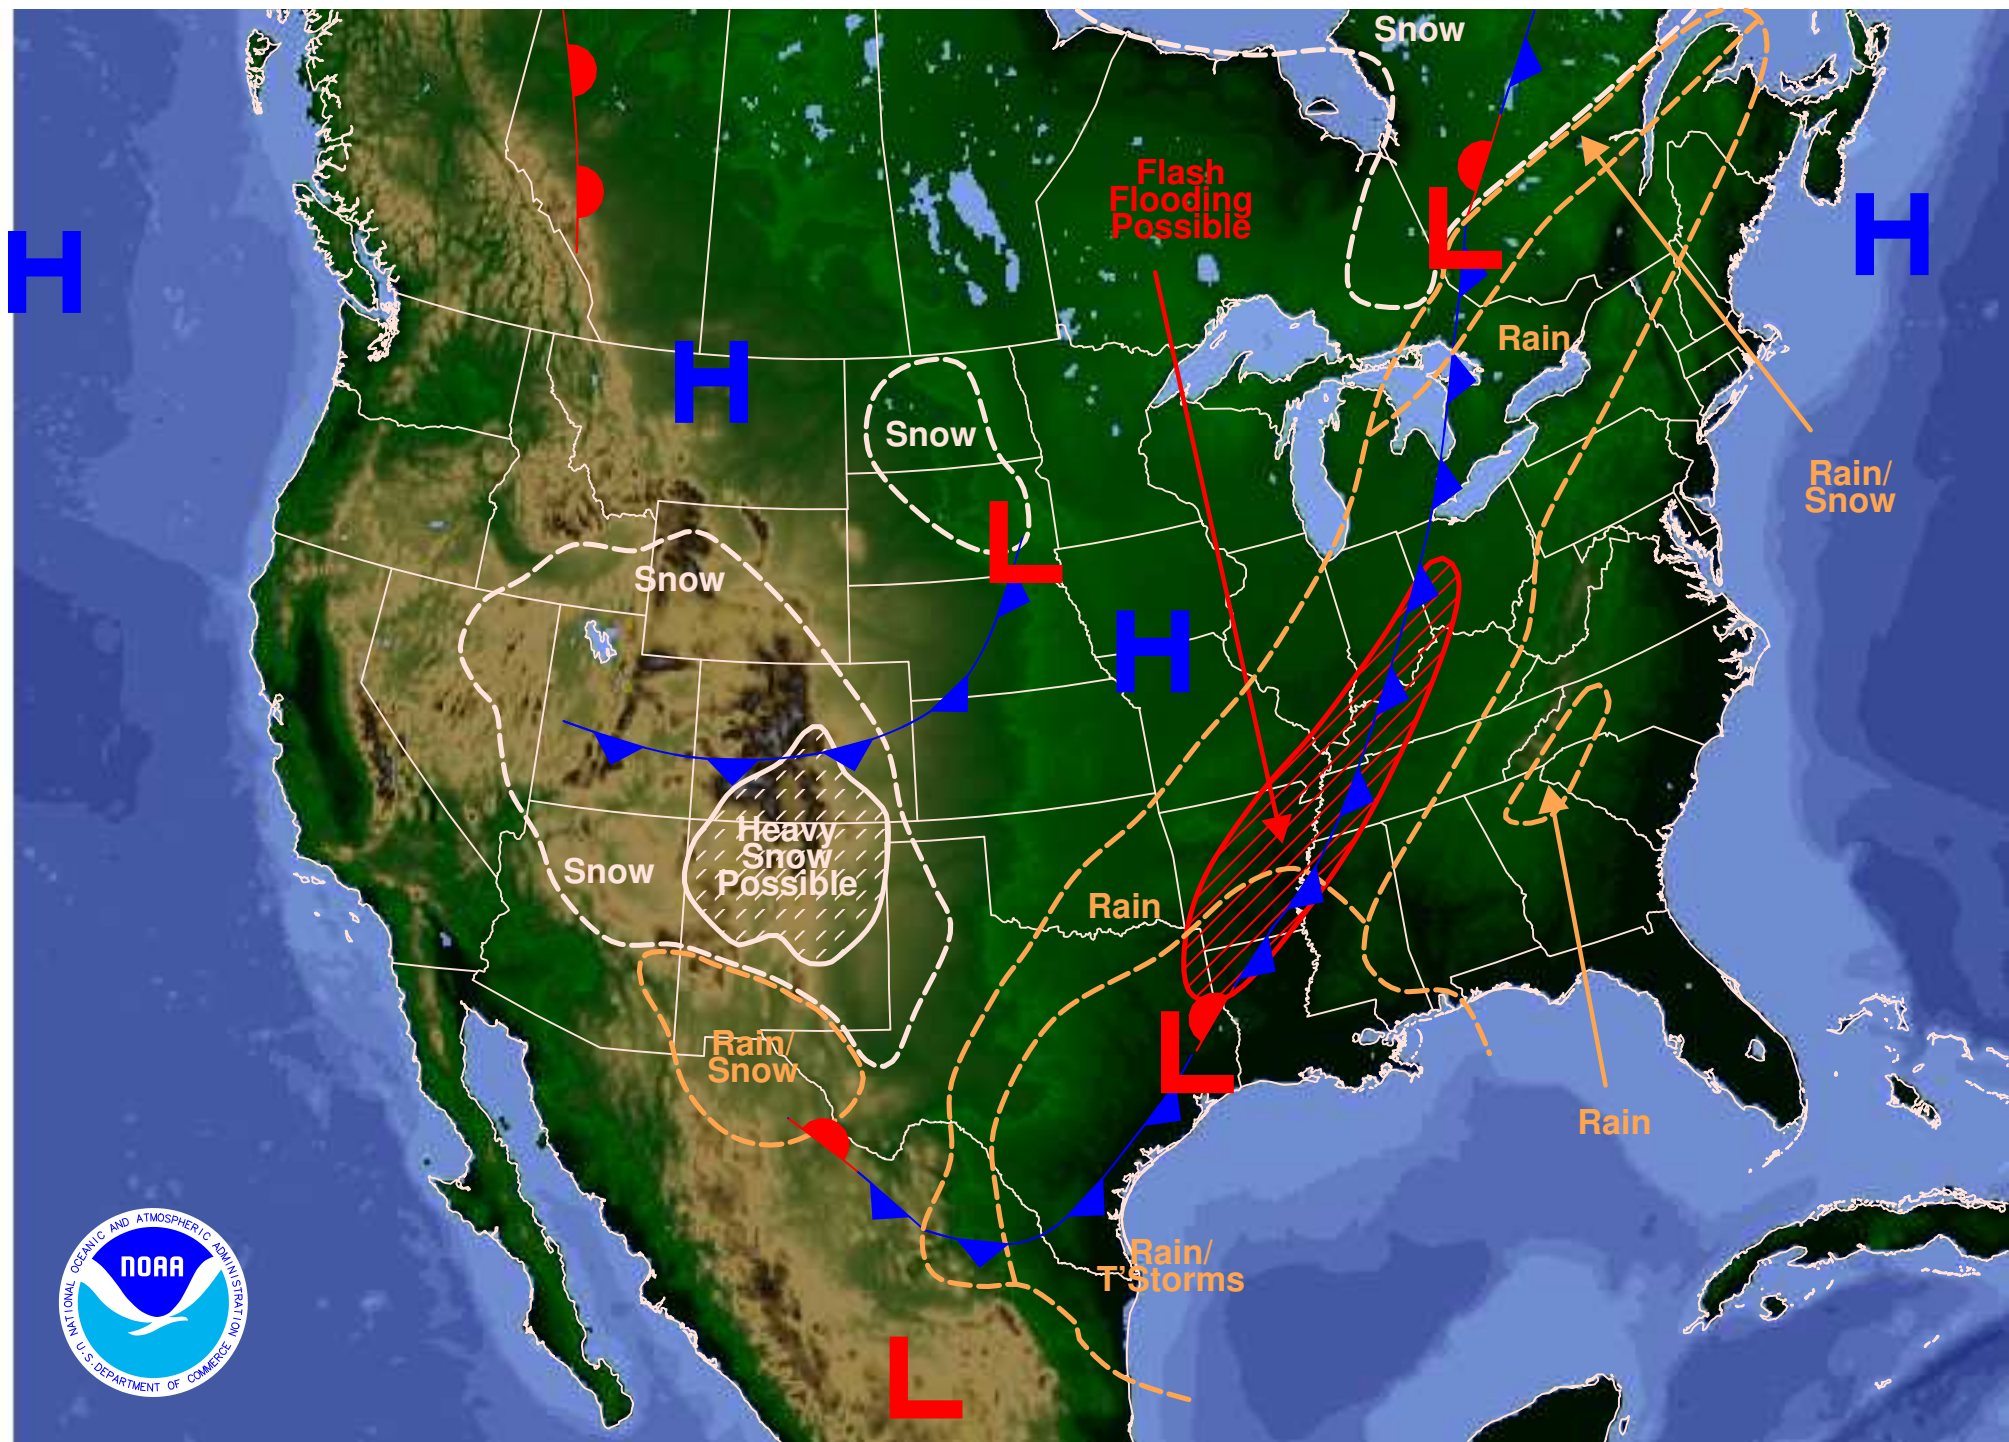 Snow
Flash
Flooding
Possible
H
H
L
Rain
H
Snow
Rain/
Snow
L
Snow
H
Heavy
Snow
Possible
Snow
Rain
Rain/
Snow
L
Rain
Rain/
T'Storms
L
NOAA
NATIONAL OCEANIC AND ATMOSPHERIC ADMINISTRATION
U.S. DEPARTMENT OF COMMERCE